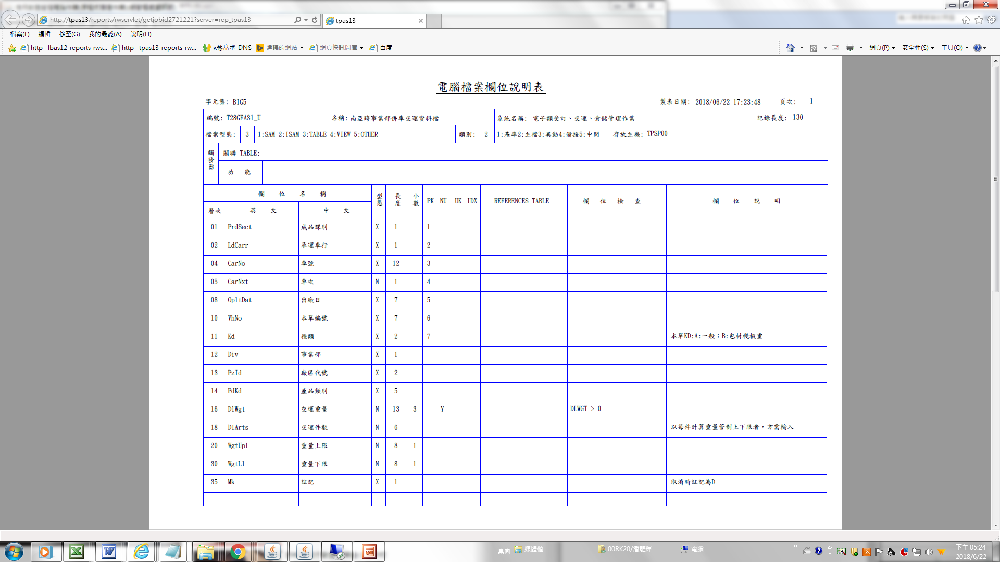 http://tpas13/reports/rwservlet/getjobid2721221?server=rep_tpas13
tpas13
檔案(F) 編輯 移至(G) 我的最愛(A) 說明(H)
http--lbas12-reports-rws...
http--tpas13-reports-rw...
建議的網站
網頁快訊圖庫
百度
網頁(P) 安全性(S) 工具(O)
電腦檔案欄位說明表
字元集: BIG5 製表日期: 2018/06/22 17:23:48 頁次: 1
編號: T28GFA31_U 名稱: 南亞跨事業部併車交運資料檔 系統名稱: 電子類受訂、交運、倉儲管理作業 記錄長度: 130
檔案型態: 3 1:SAM 2:ISAM 3:TABLE 4:VIEW 5:OTHER 類別: 2 1:基準2:主檔3:異動4:備援5:中間 存放主機: TPSP00
觸發器 關聯 TABLE:
功能
欄位名稱 型態 長度 小數 PK NU UK IDX REFERENCES TABLE 欄位檢查 欄位說明
層次 英文 中文
01 PrdSect 成品課別 X 1 1
02 LdCarr 承運車行 X 1 2
04 CarNo 車號 X 12 3
05 CarNxt 車次 N 1 4
08 OpltDat 出廠日 X 7 5
10 VhNo 本單編號 X 7 6
11 Kd 種類 X 2 7 本單KD:A:一般；B:包材棧板重
12 Div 事業部 X 1
13 PzId 廠區代號 X 2
14 PdKd 產品類別 X 5
16 DlWgt 交運重量 N 13 3 Y DLWGT > 0
18 DlArts 交運件數 N 6 以每件計算重量管制上下限者，方需輸入
20 WgtUpl 重量上限 N 8 1
30 WgtLl 重量下限 N 8 1
35 Mk 註記 X 1 取消時註記為D
桌面 媒體櫃 00RK20/潘龍輝 電腦
下午 05:24
2018/6/22